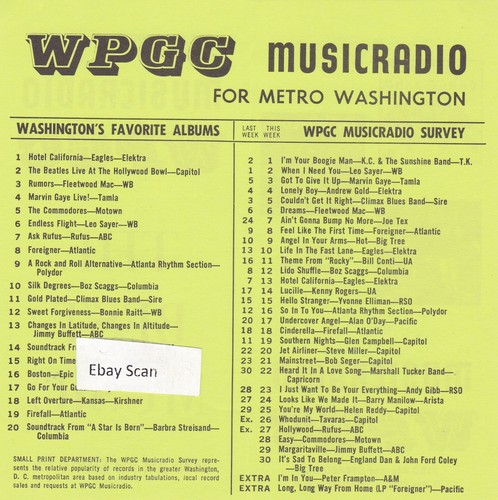 WPGC MUSICRADIO
FOR METRO WASHINGTON
WASHINGTON'S FAVORITE ALBUMS
1 Hotel California—Eagles—Elektra
2 The Beatles Live At The Hollywood Bowl—Capitol
3 Rumors—Fleetwood Mac—WB
4 Marvin Gaye Live!—Tamla
5 The Commodores—Motown
6 Endless Flight—Leo Sayer—WB
7 Ask Rufus—Rufus—ABC
8 Foreigner—Atlantic
9 A Rock and Roll Alternative—Atlanta Rhythm Section—
Polydor
10 Silk Degrees—Boz Scaggs—Columbia
11 Gold Plated—Climax Blues Band—Sire
12 Sweet Forgiveness—Bonnie Raitt—WB
13 Changes In Latitude, Changes In Altitude—
Jimmy Buffett—ABC
14 Soundtrack
15 Right On Time
16 Boston—Epic
17 Go For Your
18 Left Overture—Kansas—Kirshner
19 Firefall—Atlantic
20 Soundtrack From "A Star Is Born"—Barbra Streisand—
Columbia
Ebay Scan
SMALL PRINT DEPARTMENT: The WPGC Musicradio Survey represents
the relative popularity of records in the greater Washington,
D. C. metropolitan area based on industry tabulations, local record
sales and requests at WPGC Musicradio.
LAST WEEK THIS WEEK WPGC MUSICRADIO SURVEY
2 1 I'm Your Boogie Man—K.C. & The Sunshine Band—T.K.
1 2 When I Need You—Leo Sayer—WB
5 3 Got To Give It Up—Marvin Gaye—Tamla
4 4 Lonely Boy—Andrew Gold—Elektra
3 5 Couldn't Get It Right—Climax Blues Band—Sire
6 6 Dreams—Fleetwood Mac—WB
24 7 Ain't Gonna Bump No More—Joe Tex
9 8 Feel Like The First Time—Foreigner—Atlantic
10 9 Angel In Your Arms—Hot—Big Tree
13 10 Life In The Fast Lane—Eagles—Elektra
16 11 Theme From "Rocky"—Bill Conti—UA
8 12 Lido Shuffle—Boz Scaggs—Columbia
7 13 Hotel California—Eagles—Elektra
17 14 Lucille—Kenny Rogers—UA
15 15 Hello Stranger—Yvonne Elliman—RSO
12 16 So In To You—Atlanta Rhythm Section—Polydor
20 17 Undercover Angel—Alan O'Day—Pacific
18 18 Cinderella—Firefall—Atlantic
11 19 Southern Nights—Glen Campbell—Capitol
22 20 Jet Airliner—Steve Miller—Capitol
23 21 Mainstreet—Bob Seger—Capitol
30 22 Heard It In A Love Song—Marshall Tucker Band—
Capricorn
28 23 I Just Want To Be Your Everything—Andy Gibb—RSO
27 24 Looks Like We Made It—Barry Manilow—Arista
29 25 You're My World—Helen Reddy—Capitol
Ex. 26 Whodunit—Tavaras—Capitol
Ex. 27 Hollywood—Rufus—ABC
28 Easy—Commodores—Motown
29 Margaritaville—Jimmy Buffett—ABC
30 It's Sad To Belong—England Dan & John Ford Coley
—Big Tree
EXTRA I'm In You—Peter Frampton—A&M
EXTRA Long, Long Way From Home (LP "Foreigner")—Pacific